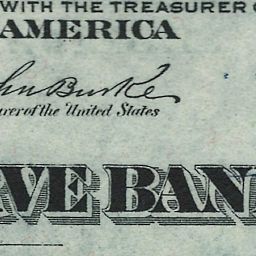 WITH THE TREASURER
AMERICA
John Burke
urer of the United States
VE BAN